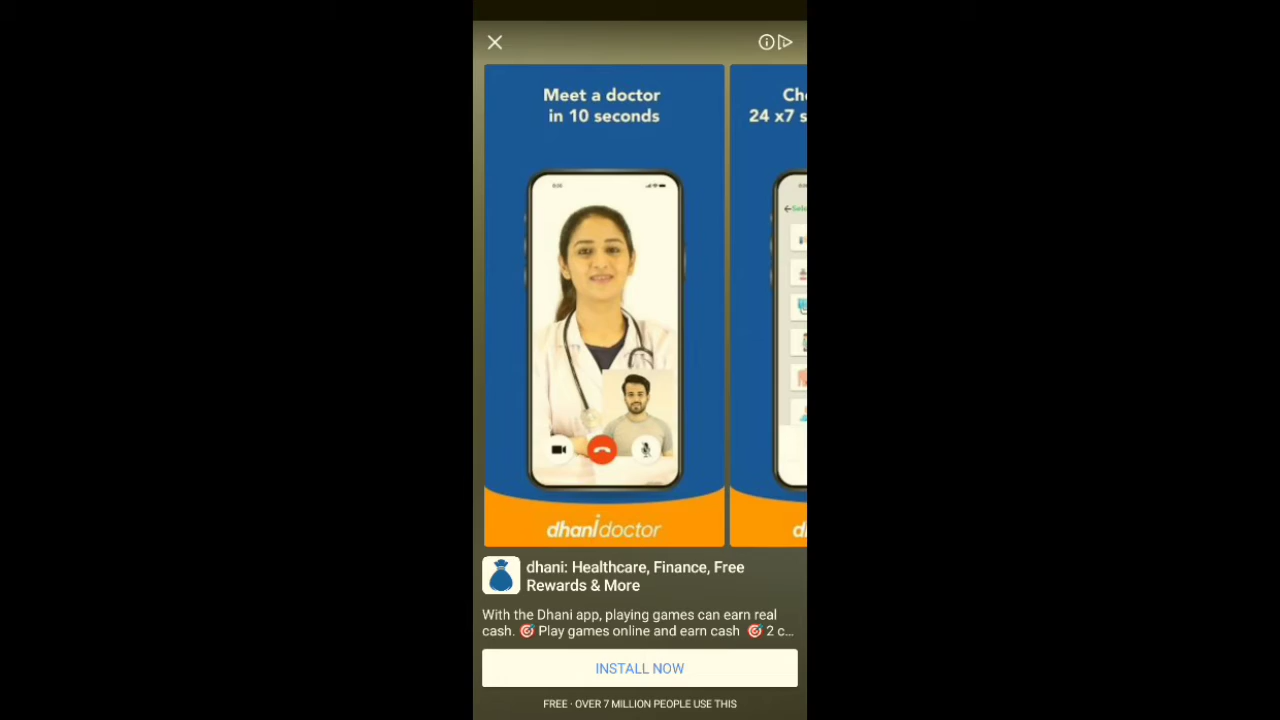 Meet a doctor
in 10 seconds
24 x7
dhani doctor
dhani: Healthcare, Finance, Free
Rewards & More
With the Dhani app, playing games can earn real
cash. 🎯 Play games online and earn cash 🎯 2 c...
INSTALL NOW
FREE · OVER 7 MILLION PEOPLE USE THIS